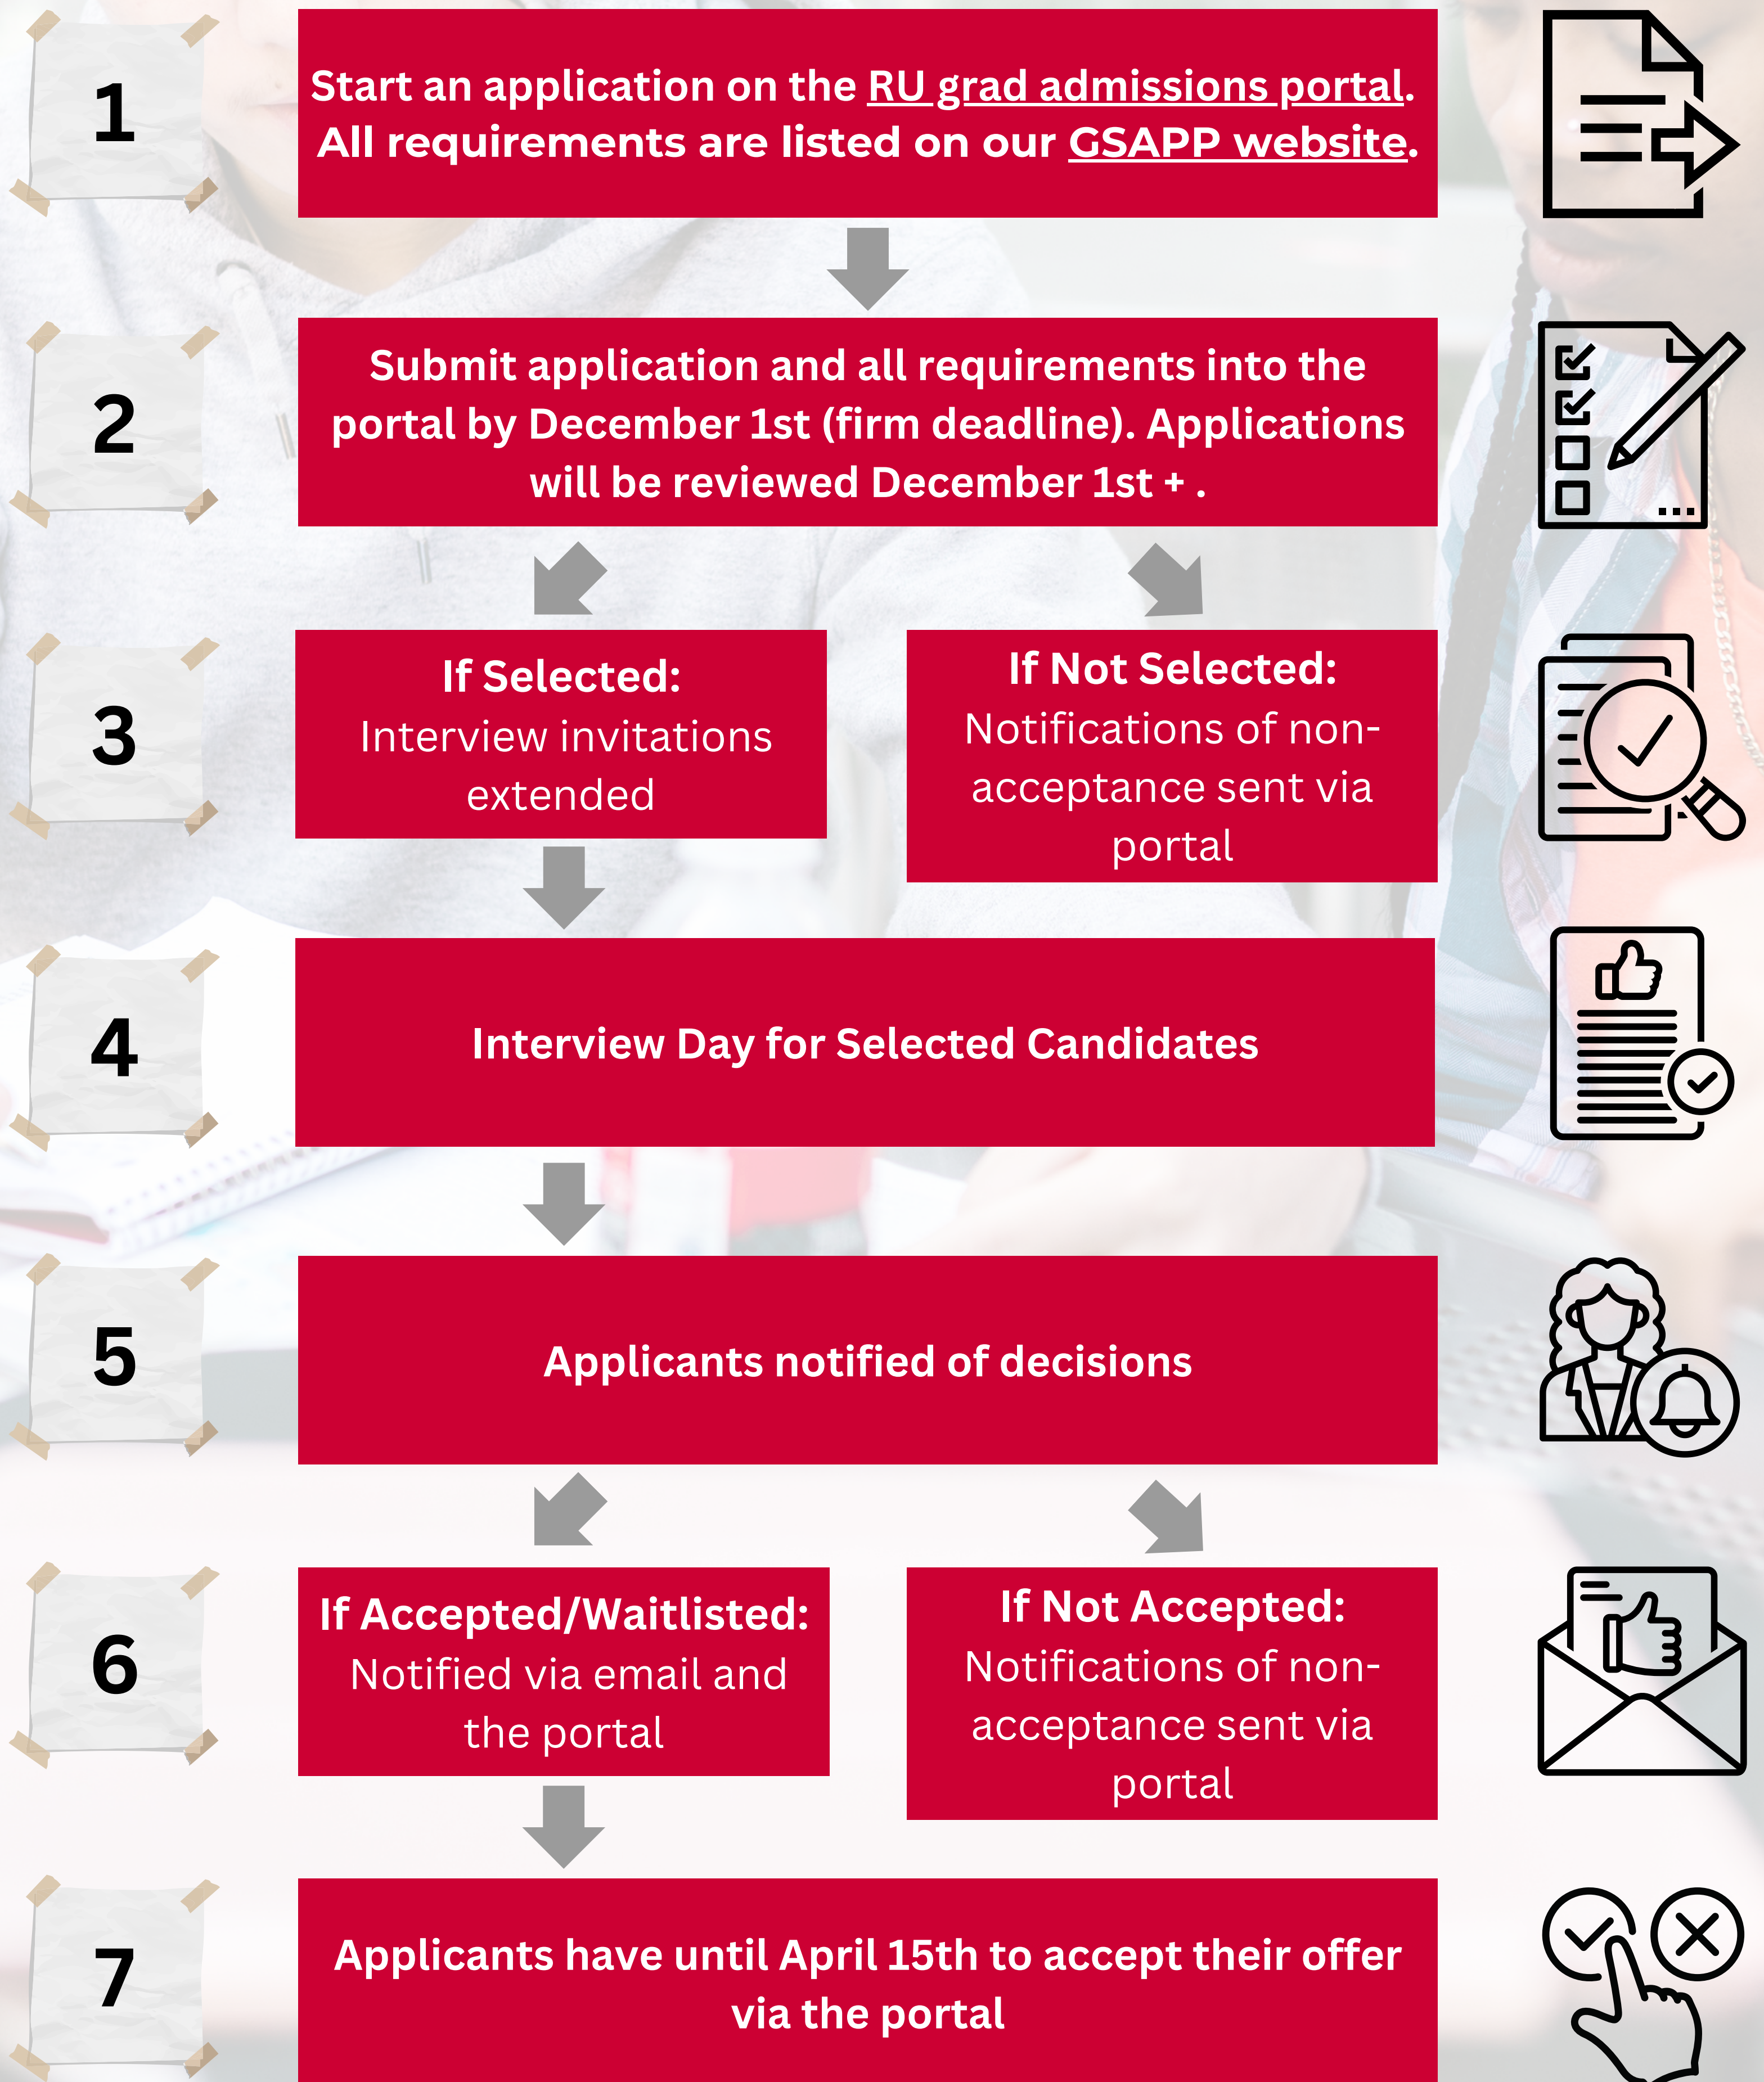 1
Start an application on the RU grad admissions portal.
All requirements are listed on our GSAPP website.
2
Submit application and all requirements into the
portal by December 1st (firm deadline). Applications
will be reviewed December 1st + .
3
If Selected:
Interview invitations
extended
If Not Selected:
Notifications of non-
acceptance sent via
portal
4
Interview Day for Selected Candidates
5
Applicants notified of decisions
6
If Accepted/Waitlisted:
Notified via email and
the portal
If Not Accepted:
Notifications of non-
acceptance sent via
portal
7
Applicants have until April 15th to accept their offer
via the portal